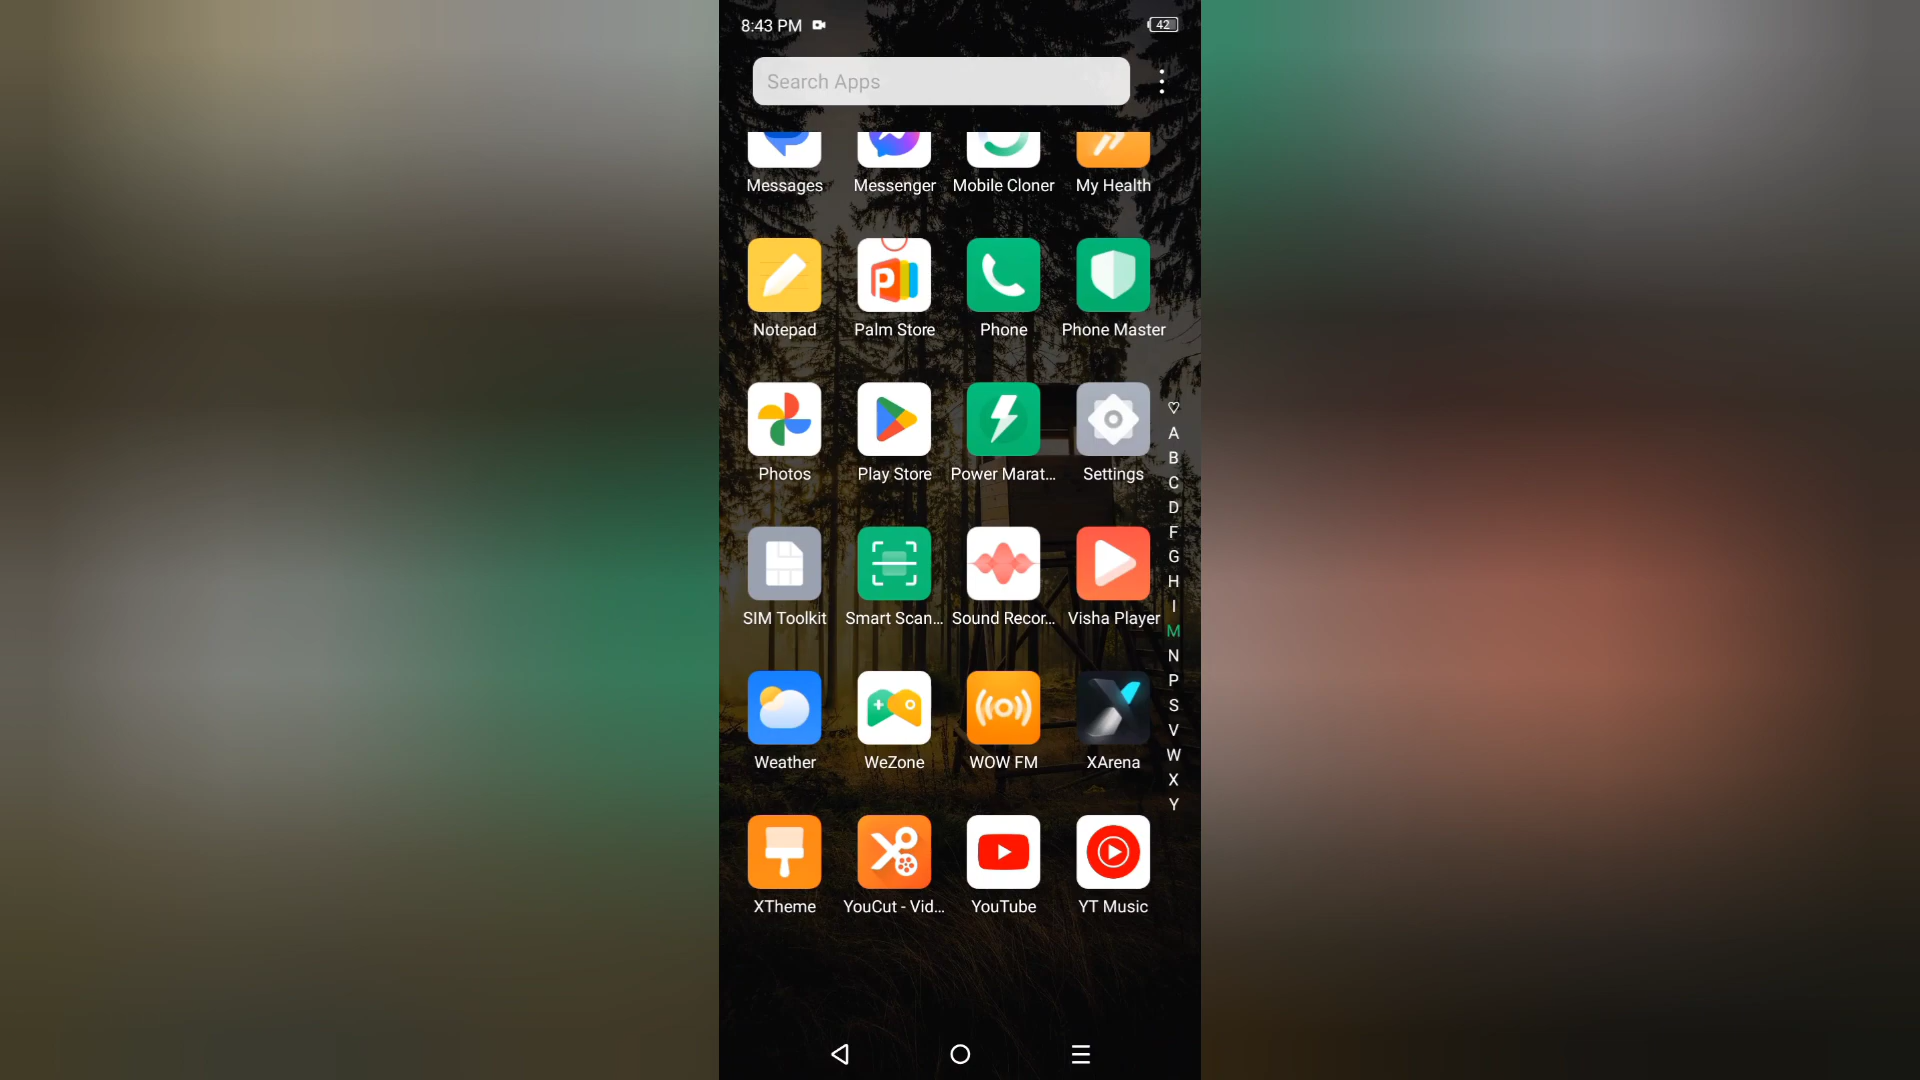 8:43 PM 42
Search Apps
Messages Messenger Mobile Cloner My Health
Notepad Palm Store Phone Phone Master
Photos Play Store Power Marat... Settings
SIM Toolkit Smart Scan... Sound Recor... Visha Player
Weather WeZone WOW FM XArena
XTheme YouCut - Vid... YouTube YT Music
A
B
C
D
F
G
H
I
M
N
P
S
V
W
X
Y